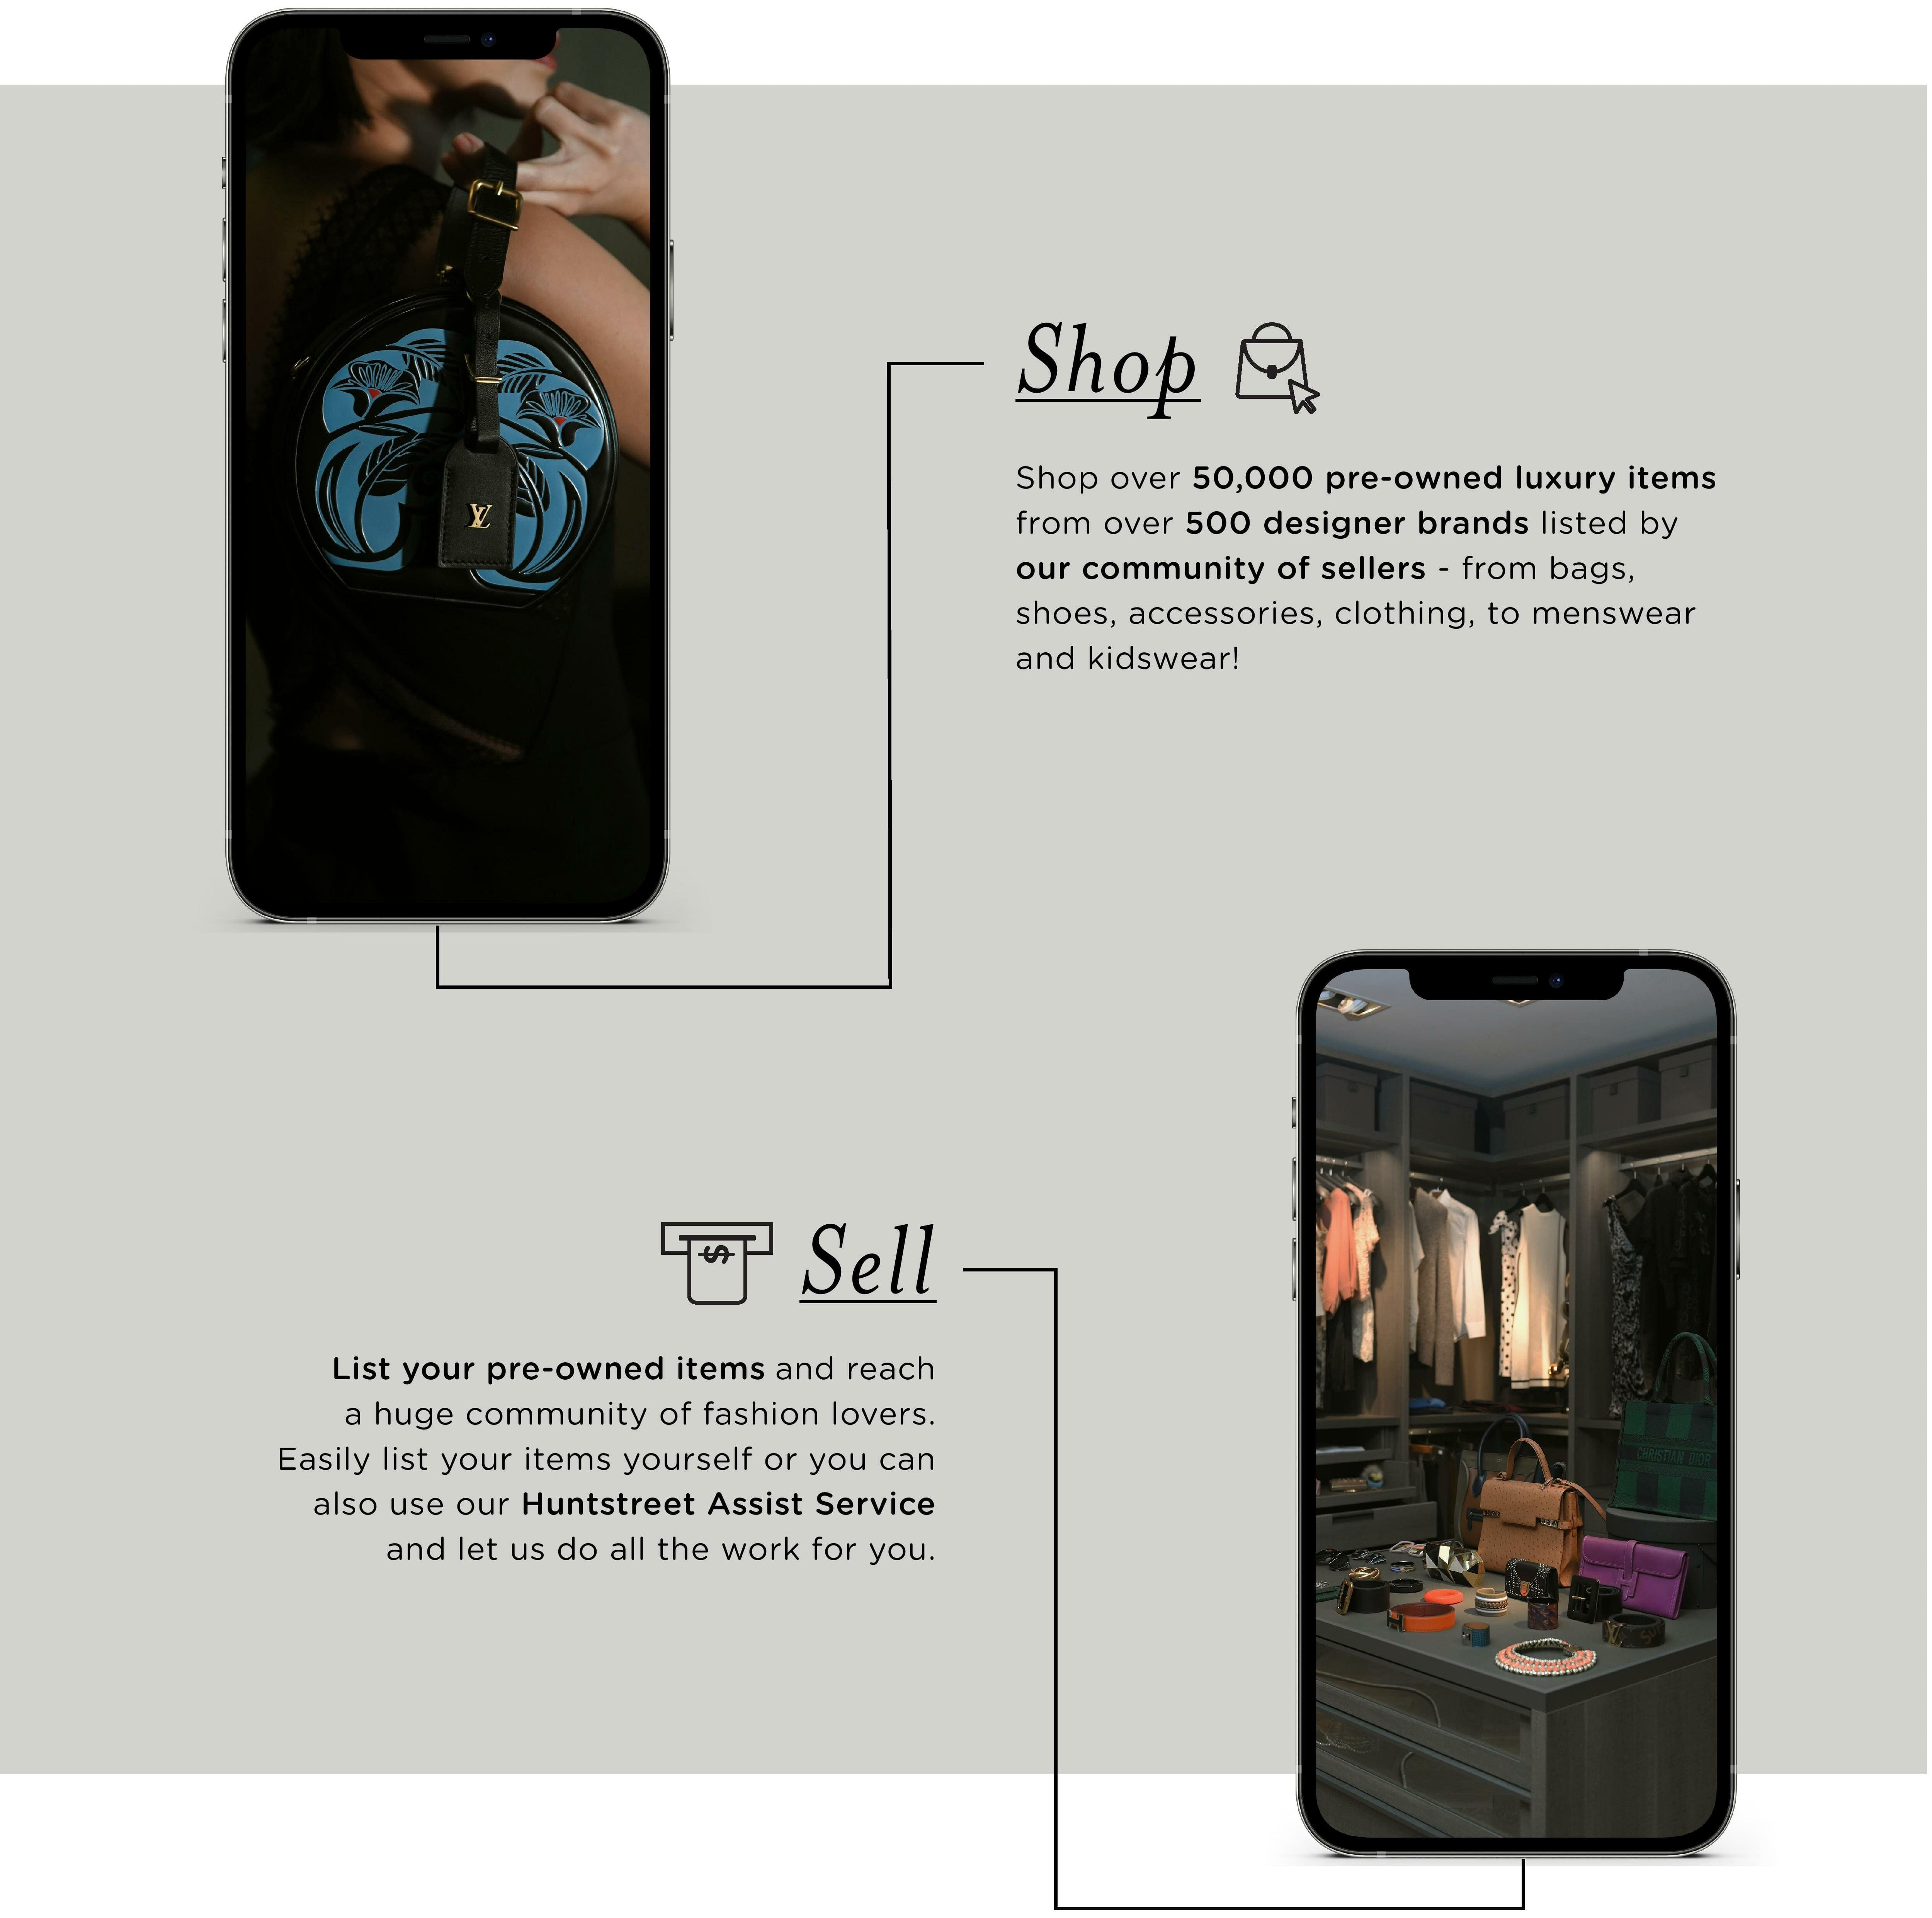 Shop
Shop over 50,000 pre-owned luxury items
from over 500 designer brands listed by
our community of sellers - from bags,
shoes, accessories, clothing, to menswear
and kidswear!
LV
$
Sell
List your pre-owned items and reach
a huge community of fashion lovers.
Easily list your items yourself or you can
also use our Huntstreet Assist Service
and let us do all the work for you.
CHRISTIAN DIOR